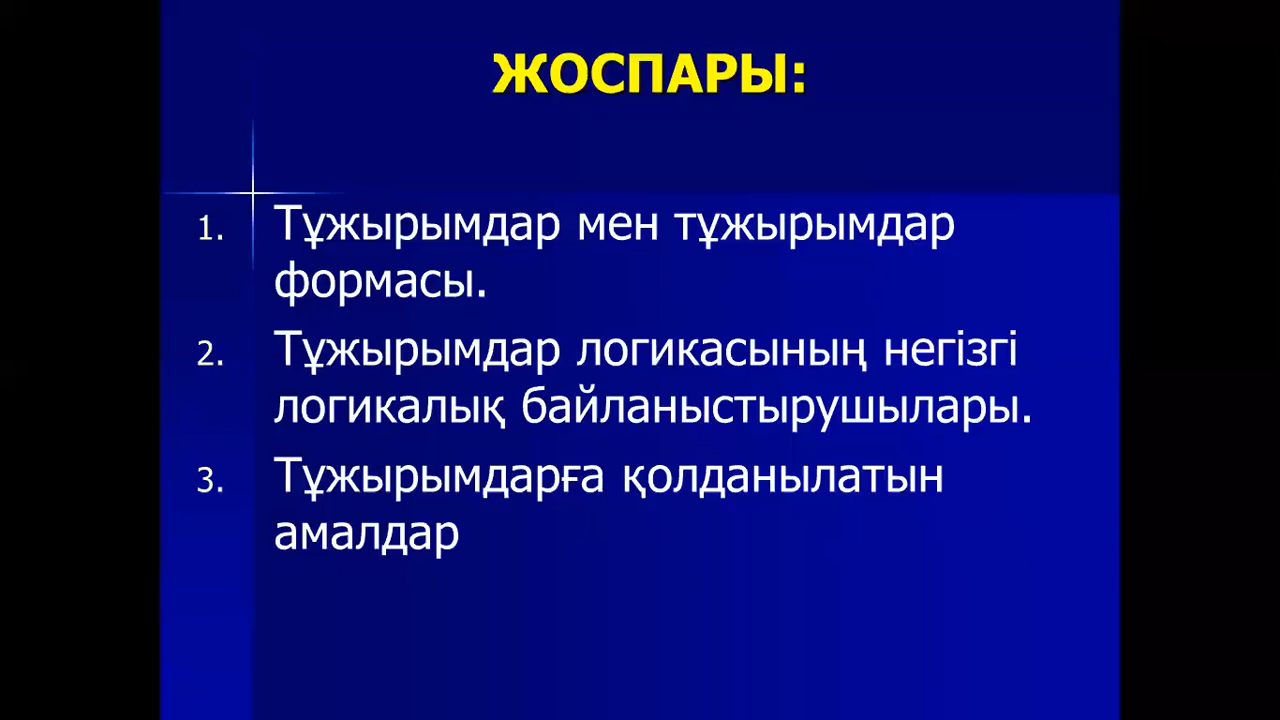 ЖОСПАРЫ:
1. Тұжырымдар мен тұжырымдар
формасы.
2. Тұжырымдар логикасының негізгі
логикалық байланыстырушылары.
3. Тұжырымдарға қолданылатын
амалдар